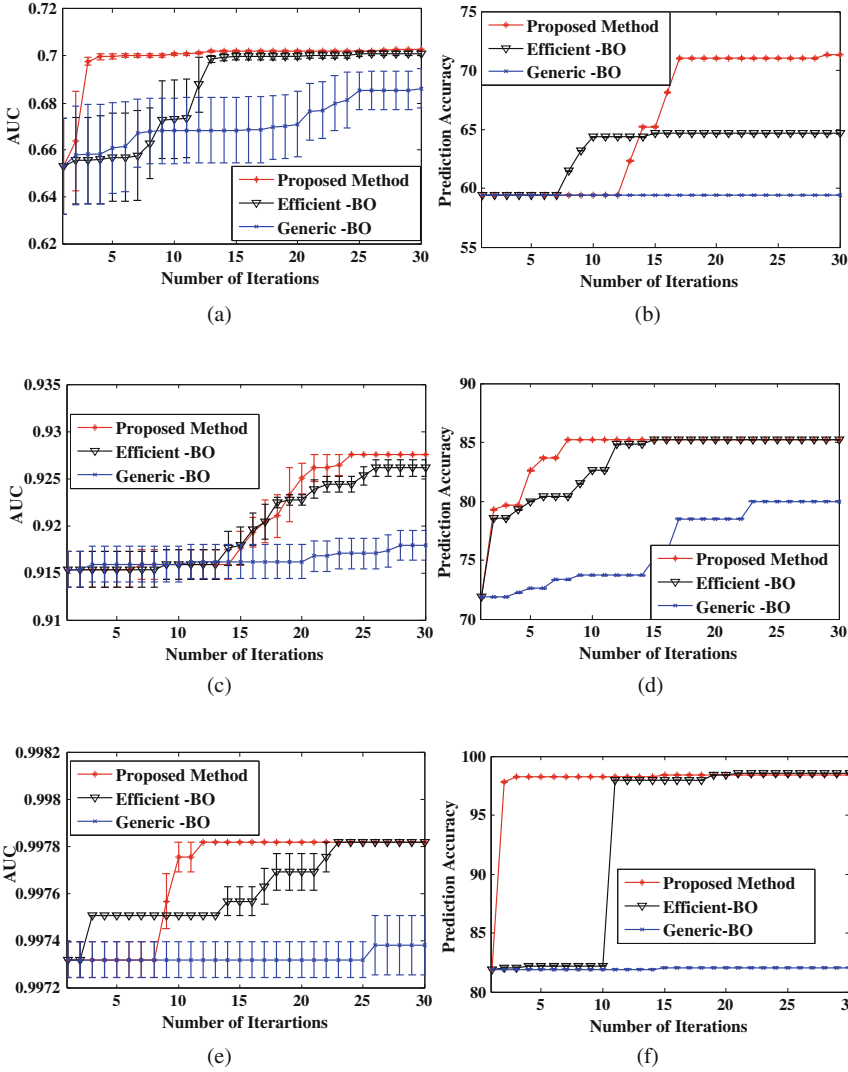 0.72
0.7
0.68
0.66
0.64
0.62
AUC
Proposed Method
Efficient -BO
Generic -BO
5 10 15 20 25 30
Number of Iterations
(a)
75
70
65
60
55
Prediction Accuracy
Proposed Method
Efficient -BO
Generic -BO
5 10 15 20 25 30
Number of Iterations
(b)
0.935
0.93
0.925
0.92
0.915
0.91
AUC
Proposed Method
Efficient -BO
Generic -BO
5 10 15 20 25 30
Number of Iterations
(c)
90
85
80
75
70
Prediction Accuracy
Proposed Method
Efficient -BO
Generic -BO
5 10 15 20 25 30
Number of Iterations
(d)
0.9982
0.998
0.9978
0.9976
0.9974
0.9972
AUC
Proposed Method
Efficient -BO
Generic -BO
5 10 15 20 25 30
Number of Iterartions
(e)
100
95
90
85
80
Prediction Accuracy
Proposed Method
Efficient-BO
Generic-BO
5 10 15 20 25 30
Number of Iterations
(f)